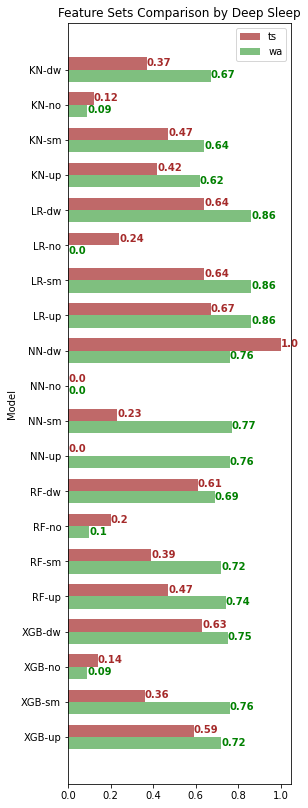 Feature Sets Comparison by Deep Sleep
ts
wa
KN-dw
0.37
0.67
KN-no
0.12
0.09
KN-sm
0.47
0.64
KN-up
0.42
0.62
LR-dw
0.64
0.86
LR-no
0.24
0.0
LR-sm
0.64
0.86
LR-up
0.67
0.86
NN-dw
1.0
0.76
NN-no
0.0
0.0
NN-sm
0.23
0.77
NN-up
0.0
0.76
RF-dw
0.61
0.69
RF-no
0.2
0.1
RF-sm
0.39
0.72
RF-up
0.47
0.74
XGB-dw
0.63
0.75
XGB-no
0.14
0.09
XGB-sm
0.36
0.76
XGB-up
0.59
0.72
Model
0.0 0.2 0.4 0.6 0.8 1.0